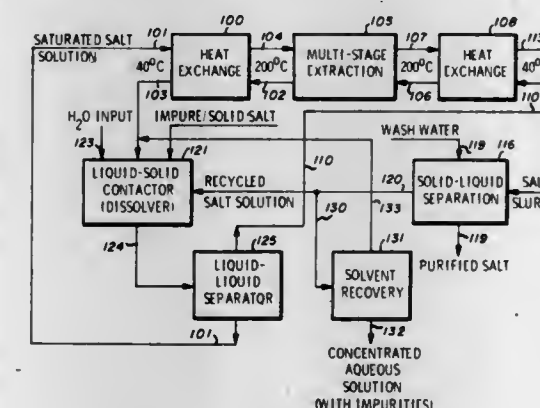 100
105
108
SATURATED SALT
SOLUTION
101
40°C
103
HEAT
EXCHANGE
104
200°C
102
MULTI-STAGE
EXTRACTION
107
200°C
106
HEAT
EXCHANGE
113
40°
110
H2O INPUT
123
IMPURE/SOLID SALT
121
LIQUID-SOLID
CONTACTOR
(DISSOLVER)
RECYCLED
SALT SOLUTION
110
WASH WATER
119
116
120
SOLID-LIQUID
SEPARATION
SLURR
124
125
130
133
131
119
PURIFIED SALT
LIQUID-
LIQUID
SEPARATOR
SOLVENT
RECOVERY
101
132
CONCENTRATED
AQUEOUS
SOLUTION
(WITH IMPURITIES)